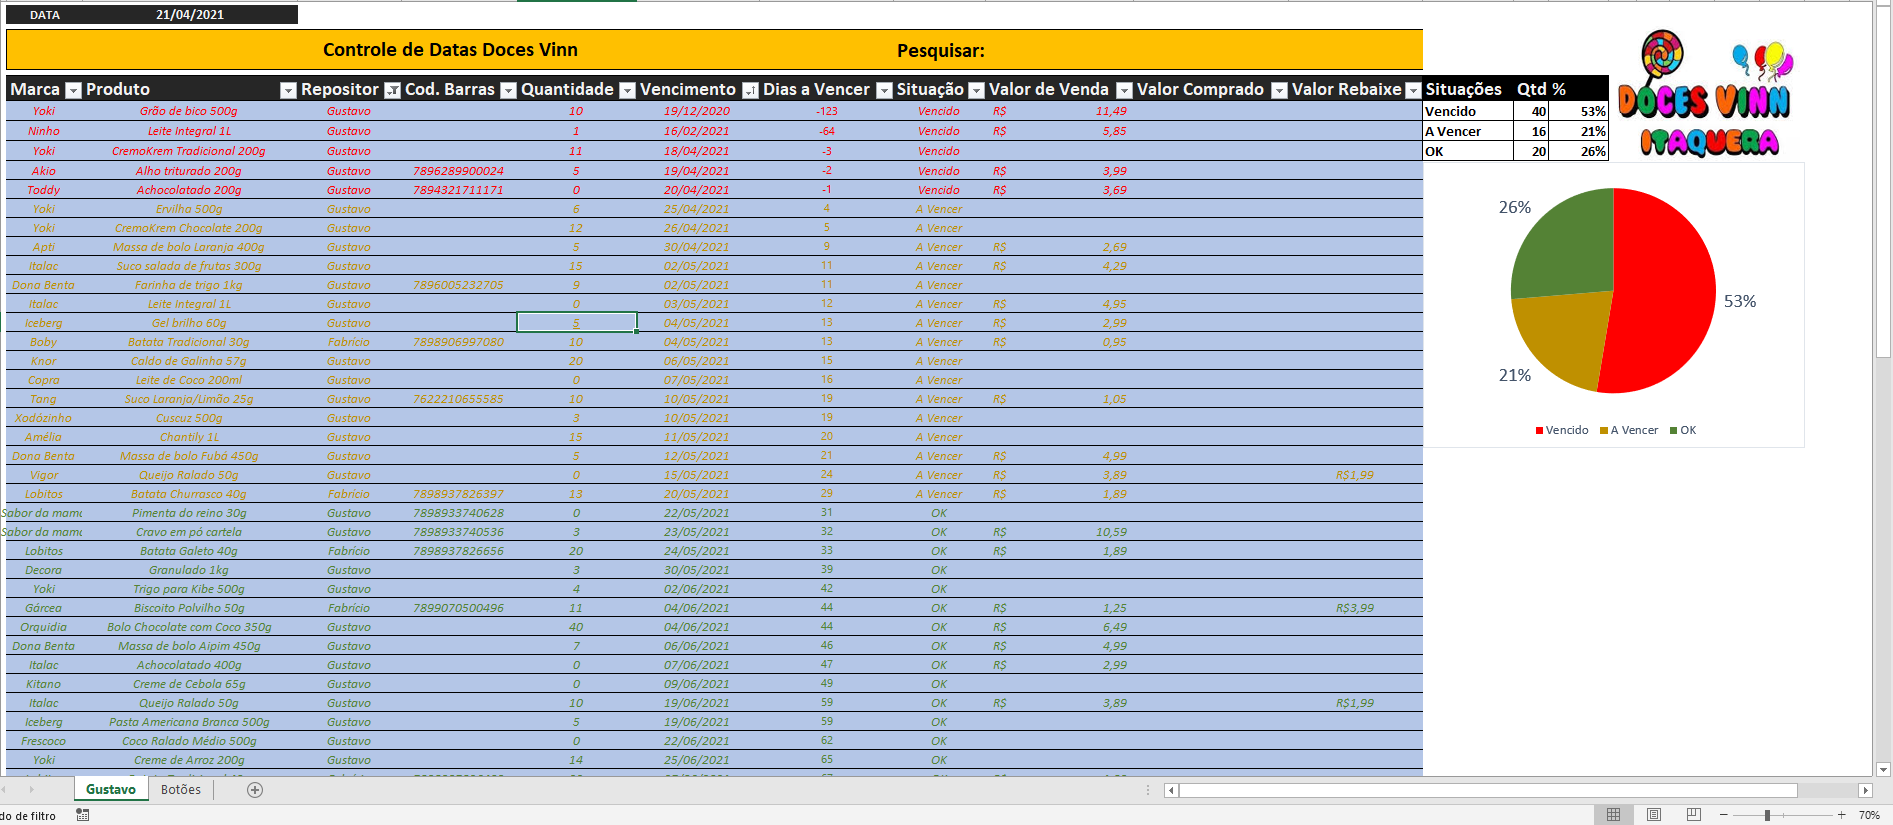 DATA 21/04/2021
Controle de Datas Doces Vinn Pesquisar:
Marca Produto Repositor Cod. Barras Quantidade Vencimento Dias a Vencer Situação Valor de Venda Valor Comprado Valor Rebaixe Situações Qtd %
Yoki Grão de bico 500g Gustavo 10 19/12/2020 -123 Vencido R$ 11,49 Vencido 40 53%
Ninho Leite Integral 1L Gustavo 1 16/02/2021 -64 Vencido R$ 5,85 A Vencer 16 21%
Yoki CremoKrem Tradicional 200g Gustavo 11 18/04/2021 -3 Vencido OK 20 26%
Akio Alho triturado 200g Gustavo 7896289900024 5 19/04/2021 -2 Vencido R$ 3,99
Toddy Achocolatado 200g Gustavo 7894321711171 0 20/04/2021 -1 Vencido R$ 3,69
Yoki Ervilha 500g Gustavo 6 25/04/2021 4 A Vencer
Yoki CremoKrem Chocolate 200g Gustavo 12 26/04/2021 5 A Vencer
Apti Massa de bolo Laranja 400g Gustavo 5 30/04/2021 9 A Vencer R$ 2,69
Italac Suco salada de frutas 300g Gustavo 15 02/05/2021 11 A Vencer R$ 4,29
Dona Benta Farinha de trigo 1kg Gustavo 7896005232705 9 02/05/2021 11 A Vencer
Italac Leite Integral 1L Gustavo 0 03/05/2021 12 A Vencer R$ 4,95
Iceberg Gel brilho 60g Gustavo 5 04/05/2021 13 A Vencer R$ 2,99
Boby Batata Tradicional 30g Fabrício 7898906997080 10 04/05/2021 13 A Vencer R$ 0,95
Knor Caldo de Galinha 57g Gustavo 20 06/05/2021 15 A Vencer
Copra Leite de Coco 200ml Gustavo 0 07/05/2021 16 A Vencer
Tang Suco Laranja/Limão 25g Gustavo 7622210655585 10 10/05/2021 19 A Vencer R$ 1,05
Xodózinho Cuscuz 500g Gustavo 3 10/05/2021 19 A Vencer
Amélia Chantily 1L Gustavo 15 11/05/2021 20 A Vencer
Dona Benta Massa de bolo Fubá 450g Gustavo 5 12/05/2021 21 A Vencer R$ 4,99
Vigor Queijo Ralado 50g Gustavo 0 15/05/2021 24 A Vencer R$ 3,89 R$1,99
Lobitos Batata Churrasco 40g Fabrício 7898937826397 13 20/05/2021 29 A Vencer R$ 1,89
Sabor da mam Pimenta do reino 30g Gustavo 7898933740628 0 22/05/2021 31 OK
Sabor da mam Cravo em pó cartela Gustavo 7898933740536 3 23/05/2021 32 OK R$ 10,59
Lobitos Batata Galeto 40g Fabrício 7898937826656 20 24/05/2021 33 OK R$ 1,89
Decora Granulado 1kg Gustavo 3 30/05/2021 39 OK
Yoki Trigo para Kibe 500g Gustavo 4 02/06/2021 42 OK
Gárcea Biscoito Polvilho 50g Fabrício 7899070500496 11 04/06/2021 44 OK R$ 1,25 R$3,99
Orquidia Bolo Chocolate com Coco 350g Gustavo 40 04/06/2021 44 OK R$ 6,49
Dona Benta Massa de bolo Aipim 450g Gustavo 7 06/06/2021 46 OK R$ 4,99
Italac Achocolatado 400g Gustavo 0 07/06/2021 47 OK R$ 2,99
Kitano Creme de Cebola 65g Gustavo 0 09/06/2021 49 OK
Italac Queijo Ralado 50g Gustavo 10 19/06/2021 59 OK R$ 3,89 R$1,99
Iceberg Pasta Americana Branca 500g Gustavo 5 19/06/2021 59 OK
Frescoco Coco Ralado Médio 500g Gustavo 0 22/06/2021 62 OK
Yoki Creme de Arroz 200g Gustavo 14 25/06/2021 65 OK
DOCES VINN
ITAQUERA
26%
53%
21%
Vencido A Vencer OK
Gustavo Botões
do de filtro 70%